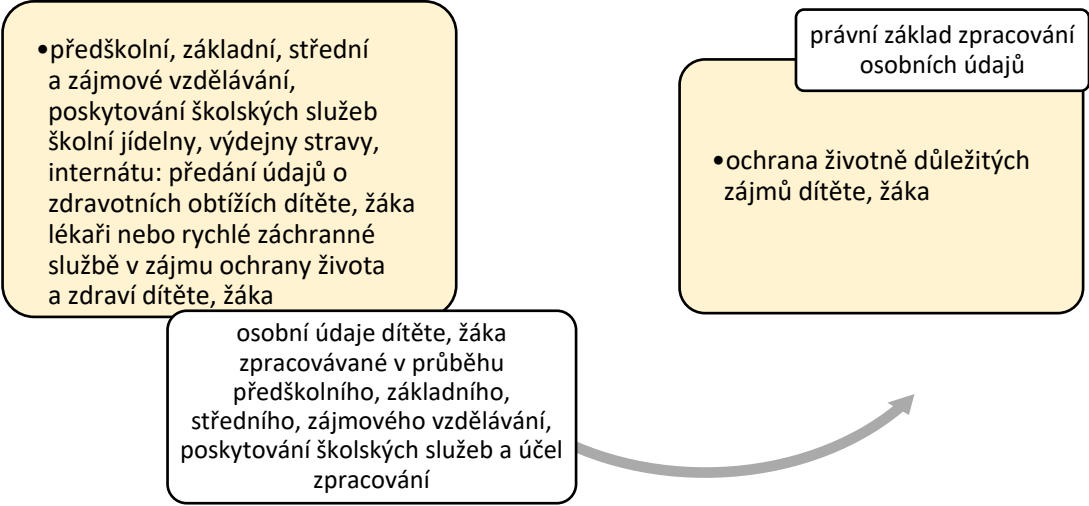 •předškolní, základní, střední
a zájmové vzdělávání,
poskytování školských služeb
školní jídelny, výdejny stravy,
internátu: předání údajů o
zdravotních obtížích dítěte, žáka
lékaři nebo rychlé záchranné
službě v zájmu ochrany života
a zdraví dítěte, žáka
osobní údaje dítěte, žáka
zpracovávané v průběhu
předškolního, základního,
středního, zájmového vzdělávání,
poskytování školských služeb a účel
zpracování
právní základ zpracování
osobních údajů
•ochrana životně důležitých
zájmů dítěte, žáka